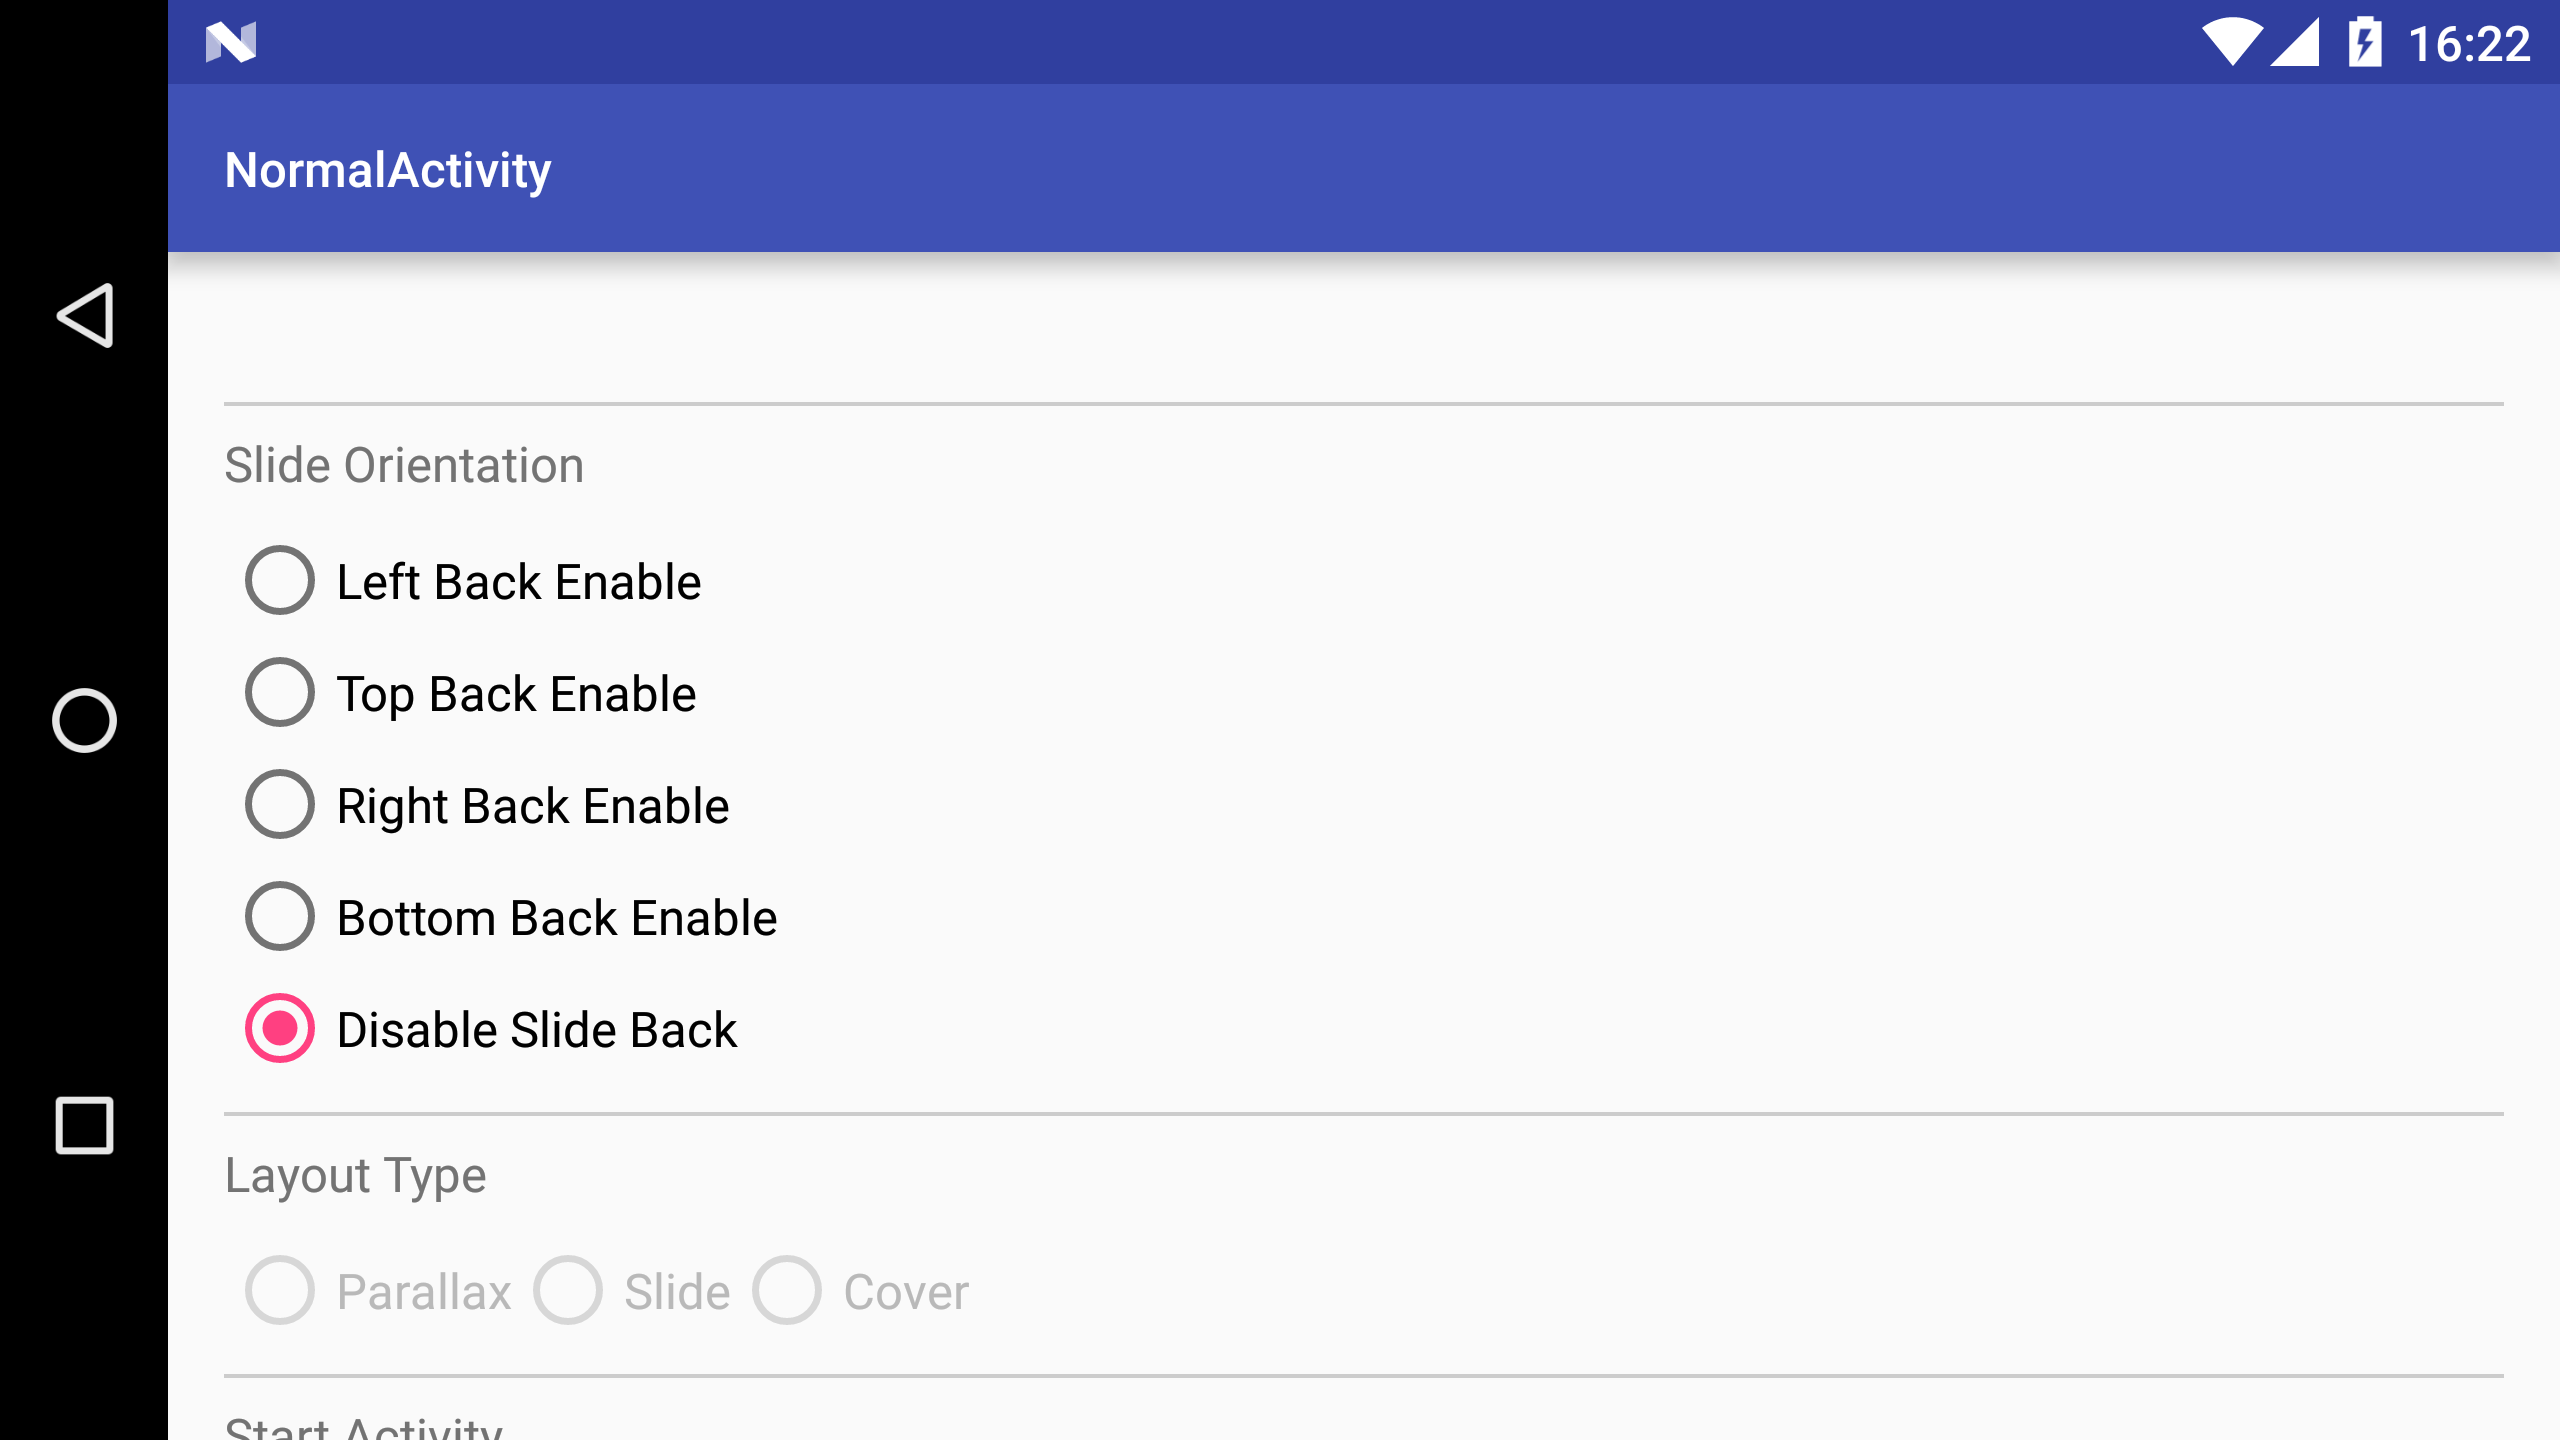 16:22
NormalActivity
Slide Orientation
Left Back Enable
Top Back Enable
Right Back Enable
Bottom Back Enable
Disable Slide Back
Layout Type
Parallax Slide Cover
Start Activity